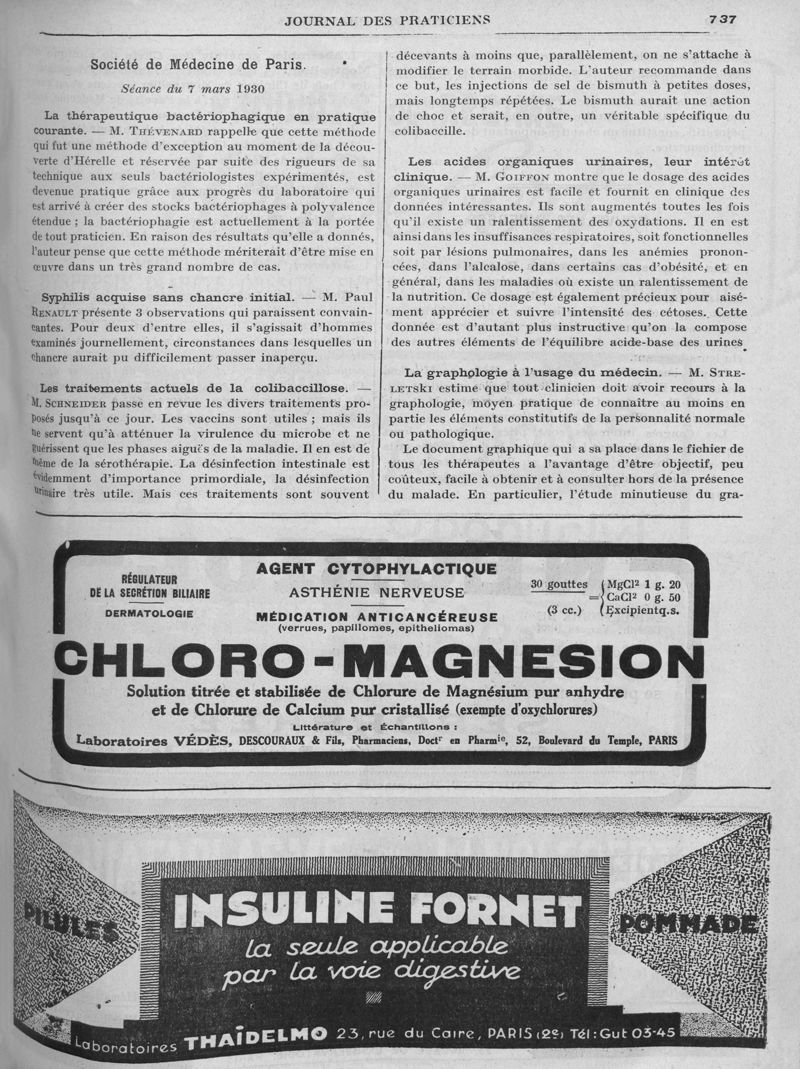 JOURNAL DES PRATICIENS 737
Société de Médecine de Paris.
Séance du 7 mars 1930
La thérapeutique bactériophagique en pratique
courante. — M. THÉVENARD rappelle que cette méthode
qui fut une méthode d'exception au moment de la décou-
verte d'Hérelle et réservée par suite des rigueurs de sa
technique aux seuls bactériologistes expérimentés, est
devenue pratique grâce aux progrès du laboratoire qui
est arrivé à créer des stocks bactériophages à polyvalence
étendue ; la bactériophagie est actuellement à la portée
de tout praticien. En raison des résultats qu'elle a donnés,
l'auteur pense que cette méthode mériterait d'être mise en
œuvre dans un très grand nombre de cas.
Syphilis acquise sans chancre initial. — M. Paul
RENAULT présente 3 observations qui paraissent convain-
cantes. Pour deux d'entre elles, il s'agissait d'hommes
examinés journellement, circonstances dans lesquelles un
chancre aurait pu difficilement passer inaperçu.
Les traitements actuels de la colibaccillose. —
M. SCHNEIDER passe en revue les divers traitements pro-
posés jusqu'à ce jour. Les vaccins sont utiles ; mais ils
ne servent qu'à atténuer la virulence du microbe et ne
guérissent que les phases aiguïs de la maladie. Il en est de
même de la sérothérapie. La désinfection intestinale est
évidemment d'importance primordiale, la désinfection
urinaire très utile. Mais ces traitements sont souvent
décevants à moins que, parallèlement, on ne s'attache à
modifier le terrain morbide. L'auteur recommande dans
ce but, les injections de sel de bismuth à petites doses,
mais longtemps répétées. Le bismuth aurait une action
de choc et serait, en outre, un véritable spécifique du
colibaccille.
Les acides organiques urinaires, leur intérêt
clinique. — M. GOIFFON montre que le dosage des acides
organiques urinaires est facile et fournit en clinique des
données intéressantes. Ils sont augmentés toutes les fois
qu'il existe un ralentissement des oxydations. Il en est
ainsi dans les insuffisances respiratoires, soit fonctionnelles
soit par lésions pulmonaires, dans les anémies pronon-
cées, dans l'alcalose, dans certains cas d'obésité, et en
général, dans les maladies où existe un ralentissement de
la nutrition. Ce dosage est également précieux pour aisé-
ment apprécier et suivre l'intensité des cétoses. Cette
donnée est d'autant plus instructive qu'on la compose
des autres éléments de l'équilibre acide-base des urines.
La graphologie à l'usage du médecin. — M. STRE-
LETSKI estime que tout clinicien doit avoir recours à la
graphologie, moyen pratique de connaitre au moins en
partie les éléments constitutifs de la personnalité normale
ou pathologique.
Le document graphique qui a sa place dans le fichier de
tous les thérapeutes a l'avantage d'être objectif, peu
coûteux, facile à obtenir et à consulter hors de la présence
du malade. En particulier, l'étude minutieuse du gra-
RÉGULATEUR
DE LA SECRÉTION BILIAIRE
DERMATOLOGIE
AGENT CYTOPHYLACTIQUE
ASTHÉNIE NERVEUSE
MÉDICATION ANTICANCÉREUSE
(verrues, papillomes, epitheliomas)
30 gouttes
(3 cc.)
= { MgCl² 1 g. 20
CaCl² 0 g. 50
Excipient q.s.
CHLORO-MAGNESION
Solution titrée et stabilisée de Chlorure de Magnésium pur anhydre
et de Chlorure de Calcium pur cristallisé (exempte d'oxychlorures)
Littérature et Échantillons :
Laboratoires VÉDÈS, DESCOURAUX & Fils, Pharmaciens, Doctr en Pharmie, 52, Boulevard du Temple, PARIS
PILULES
INSULINE FORNET
la seule applicable
par la voie digestive
POMMADE
Laboratoires THAÏDELMO 23, rue du Caire, PARIS (2e) Tél : Gut 03-45